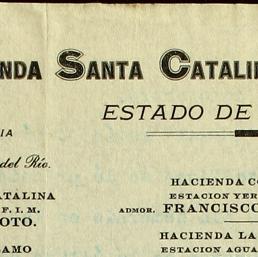 NDA SANTA CATALIN
ESTADO DE
IA
del Río.
ATALINA
F. I. M.
OTO.
AMO
HACIENDA CO
ESTACION YER
ADMOR. FRANCISCO
HACIENDA LA
ESTACION AGUA